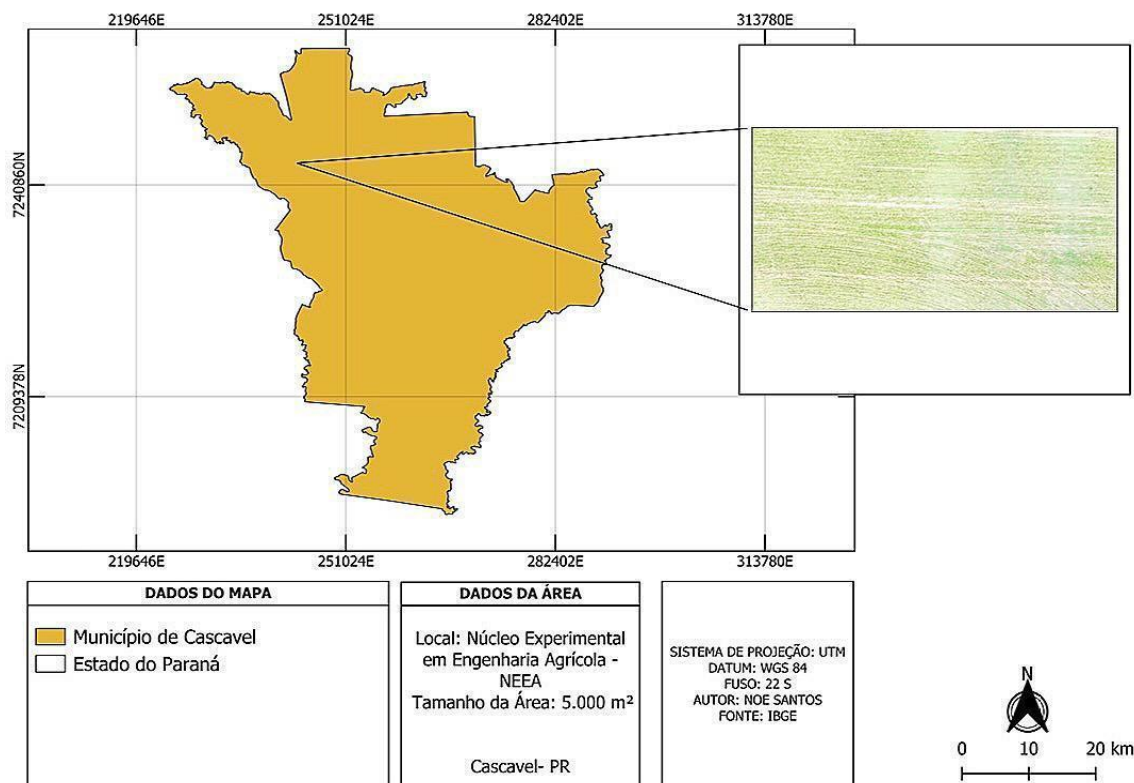 219646E 251024E 282402E 313780E
7240860N
7209378N
219646E 251024E 282402E 313780E
DADOS DO MAPA
Município de Cascavel
Estado do Paraná
DADOS DA ÁREA
Local: Núcleo Experimental
em Engenharia Agrícola -
NEEA
Tamanho da Área: 5.000 m²
Cascavel- PR
SISTEMA DE PROJEÇÃO: UTM
DATUM: WGS 84
FUSO: 22 S
AUTOR: NOE SANTOS
FONTE: IBGE
N
0 10 20 km